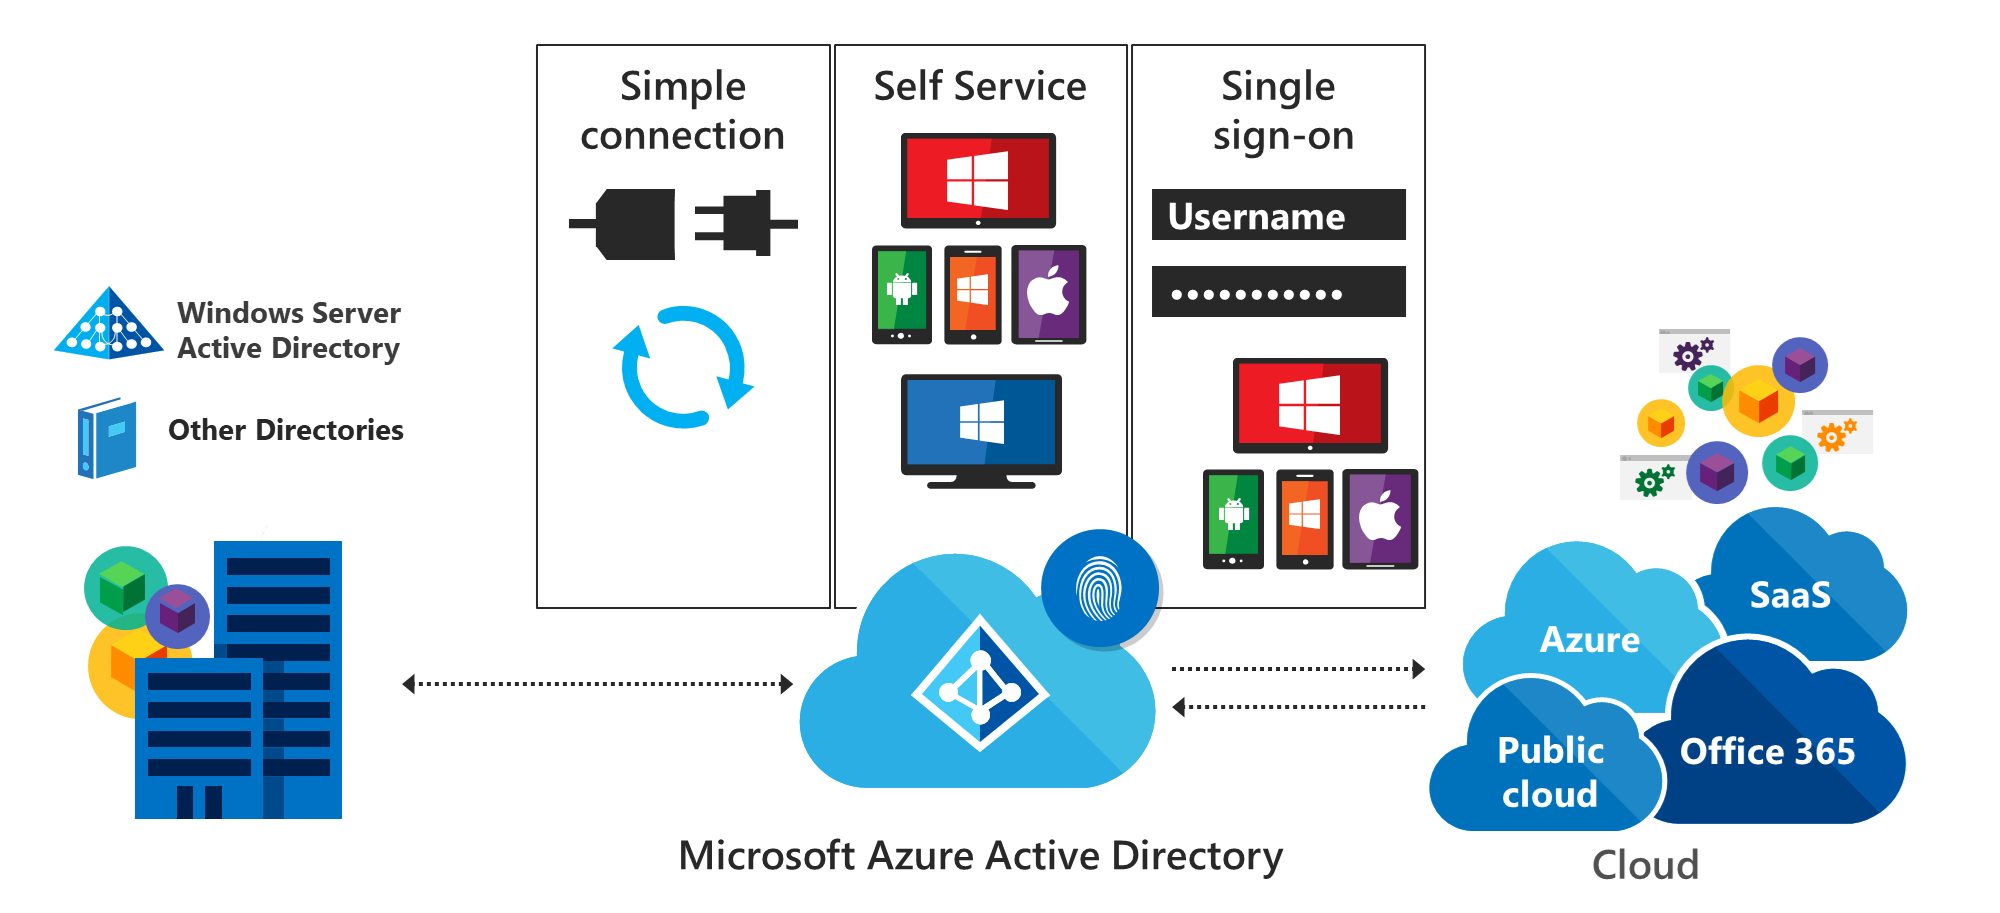 Simple
connection
Self Service
Single
sign-on
Username
Windows Server
Active Directory
Other Directories
SaaS
Azure
Public
cloud
Office 365
Microsoft Azure Active Directory
Cloud